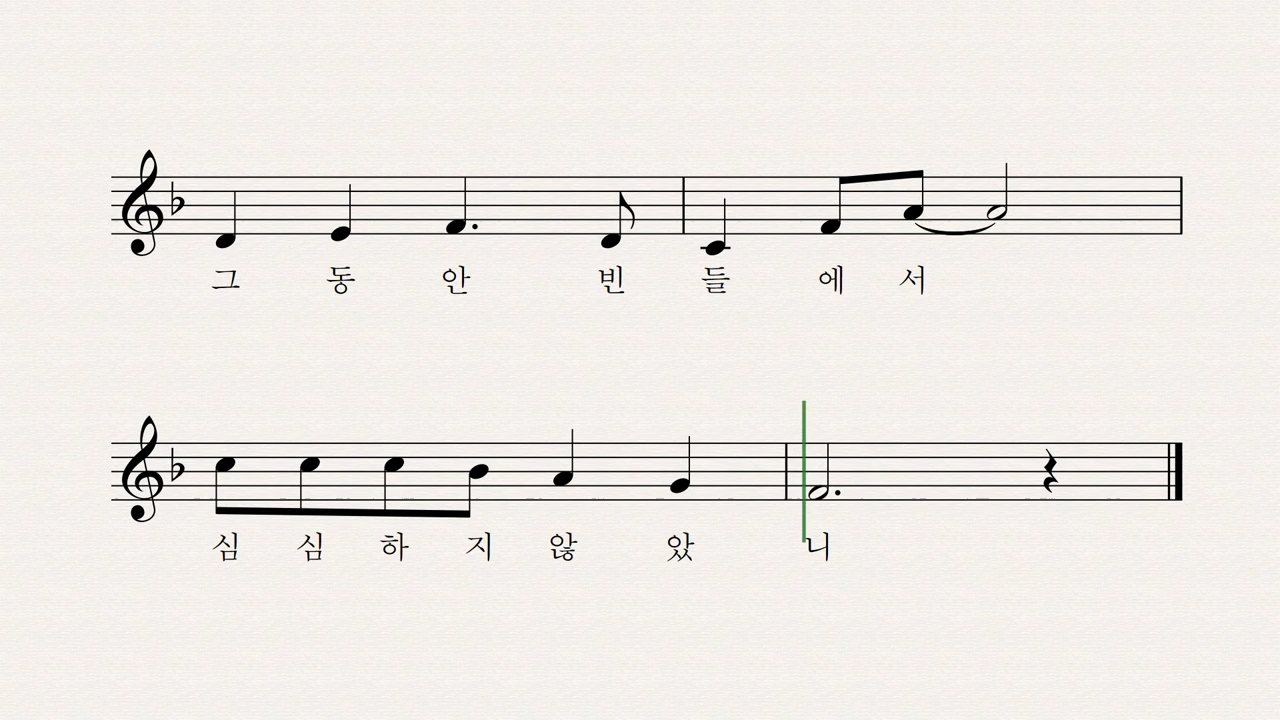 그 동 안 빈 들 에 서
심 심 하 지 않 았 니